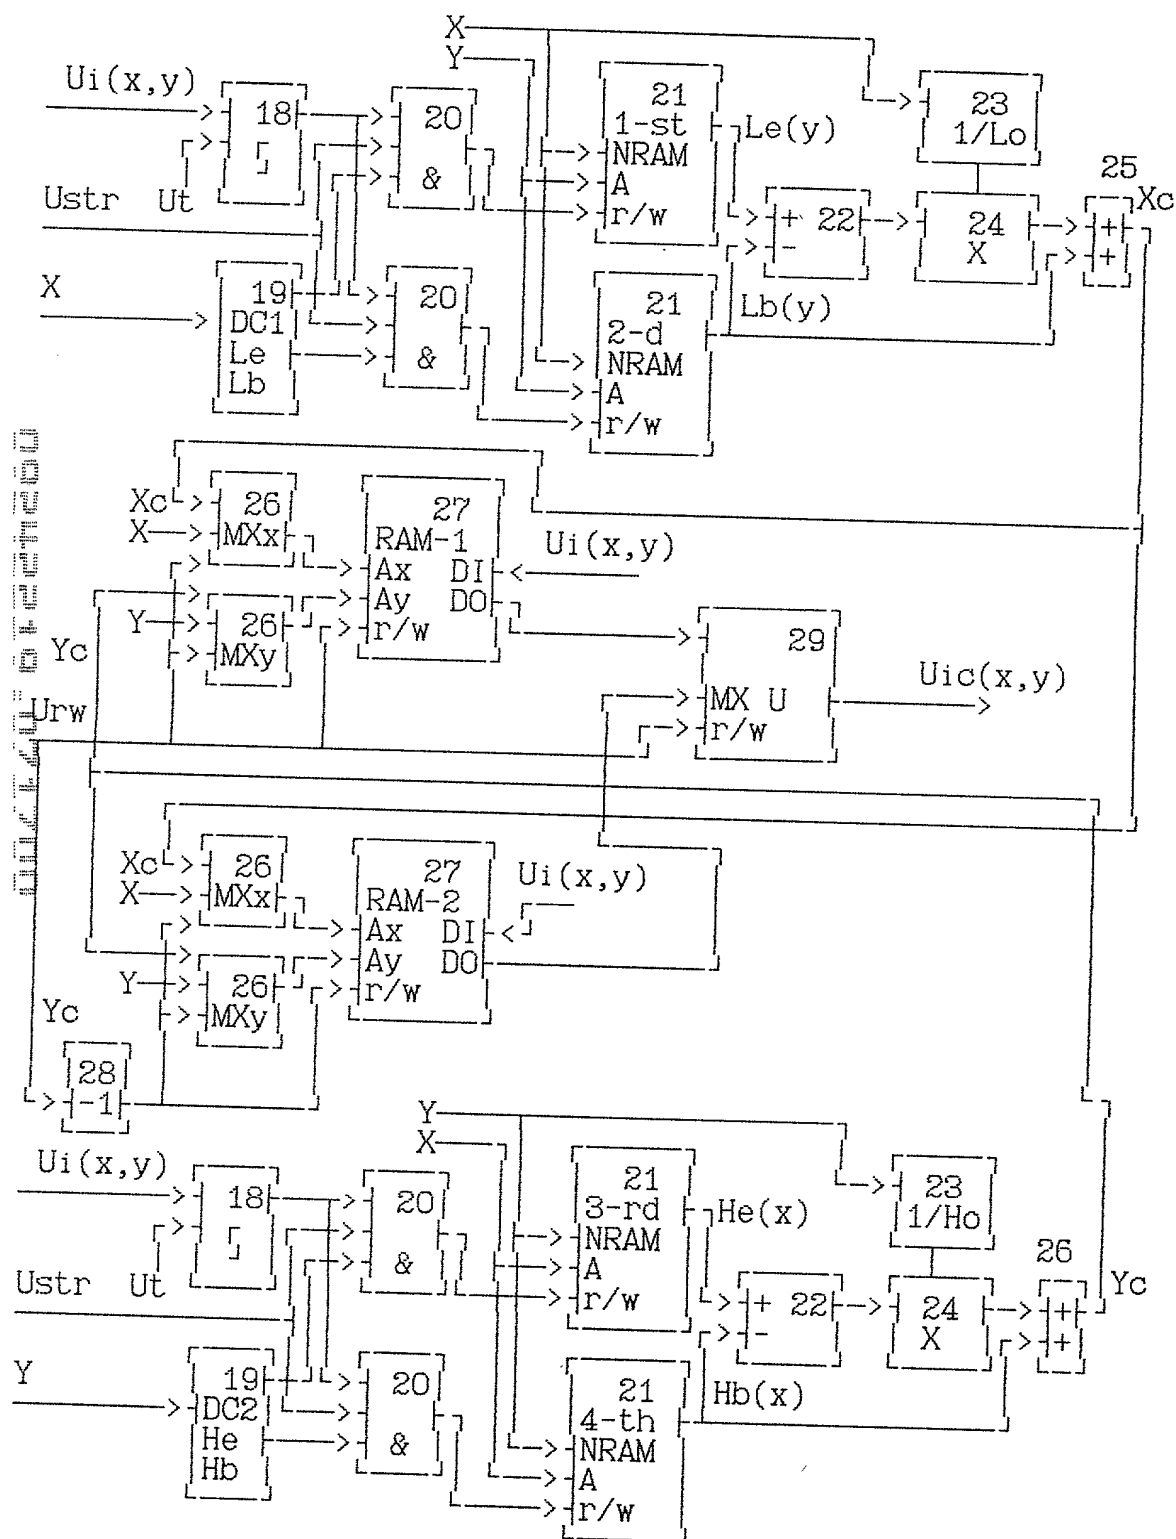 X
Y
Ui(x,y)
18
20
&
21
1-st
NRAM
A
r/w
Le(y)
23
1/Lo
25
Xc
Ustr Ut
+ 22
-
24
X
+
+
X
19
DC1
Le
Lb
20
&
21
2-d
NRAM
A
r/w
Lb(y)
Xc
X
26
MXx
27
RAM-1
Ax DI
Ay DO
r/w
Ui(x,y)
Y
26
MXy
Yc
29
MX U
r/w
Uic(x,y)
Urw
Xc
X
26
MXx
27
RAM-2
Ax DI
Ay DO
r/w
Ui(x,y)
Y
26
MXy
Yc
28
-1
Y
X
Ui(x,y)
18
20
&
21
3-rd
NRAM
A
r/w
He(x)
23
1/Ho
26
Yc
Ustr Ut
+ 22
-
24
X
+
+
Y
19
DC2
He
Hb
20
&
21
4-th
NRAM
A
r/w
Hb(x)